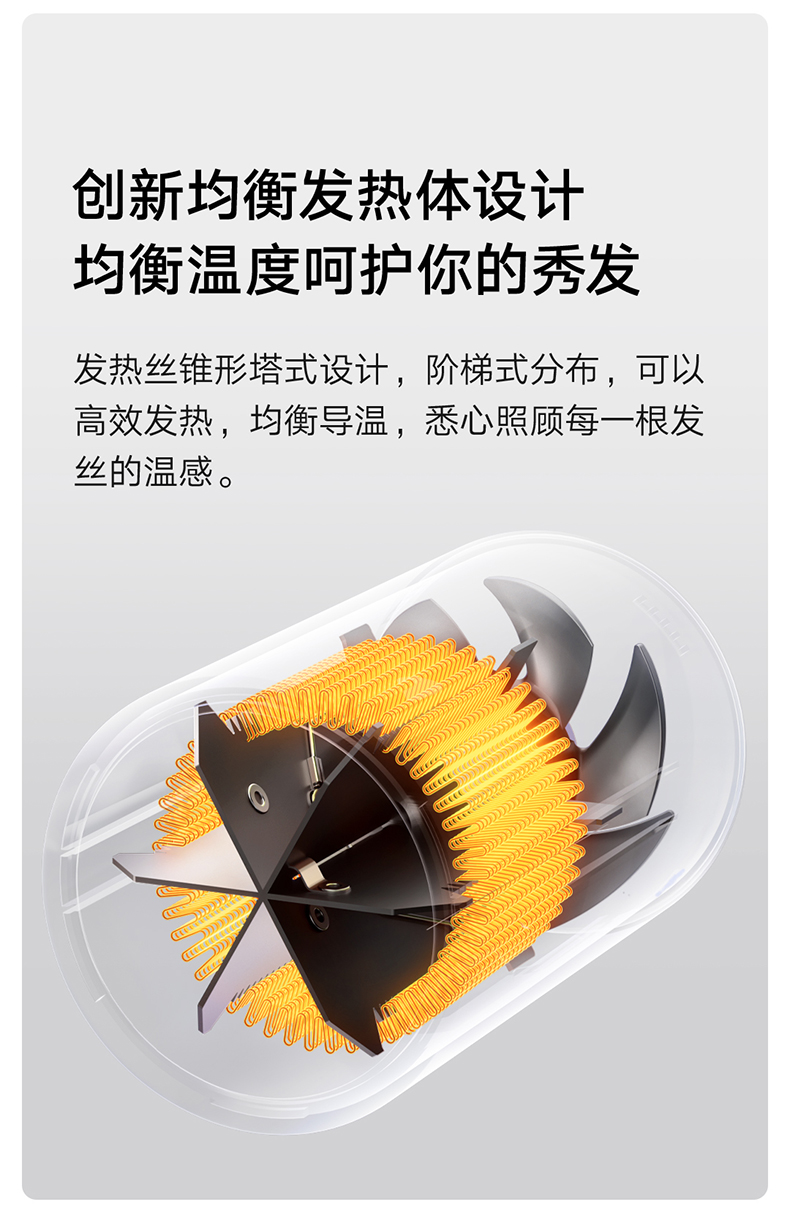 创新均衡发热体设计
均衡温度呵护你的秀发
发热丝锥形塔式设计，阶梯式分布，可以
高效发热，均衡导温，悉心照顾每一根发
丝的温感。